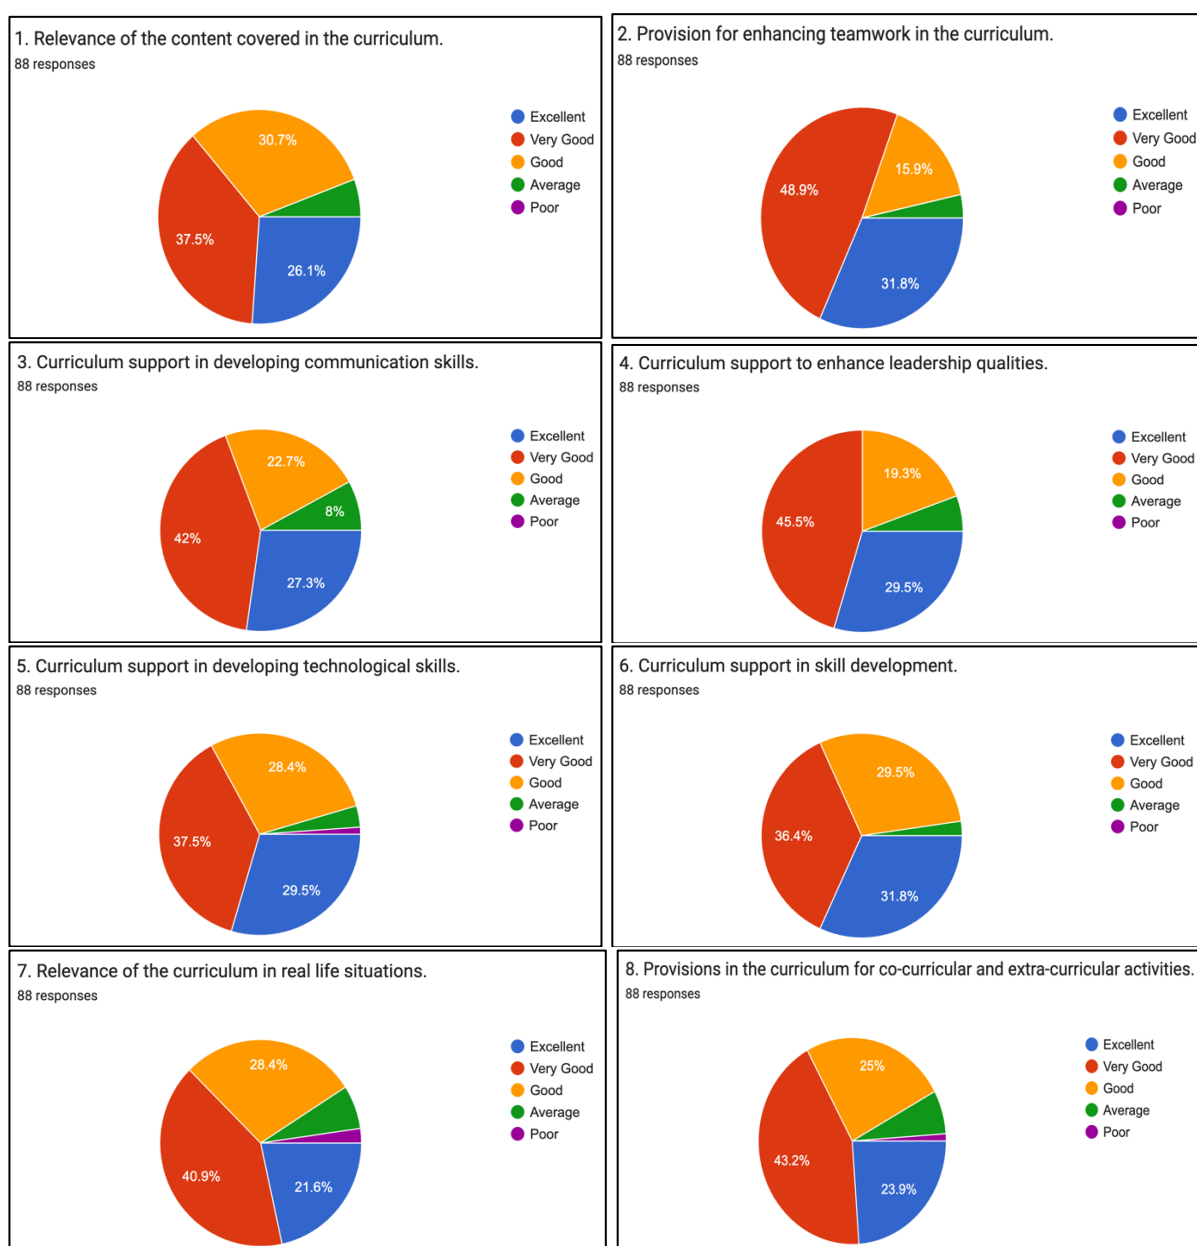 1. Relevance of the content covered in the curriculum.
88 responses
30.7%
37.5%
26.1%
Excellent
Very Good
Good
Average
Poor
2. Provision for enhancing teamwork in the curriculum.
88 responses
48.9%
15.9%
31.8%
Excellent
Very Good
Good
Average
Poor
3. Curriculum support in developing communication skills.
88 responses
22.7%
8%
42%
27.3%
Excellent
Very Good
Good
Average
Poor
4. Curriculum support to enhance leadership qualities.
88 responses
19.3%
45.5%
29.5%
Excellent
Very Good
Good
Average
Poor
5. Curriculum support in developing technological skills.
88 responses
28.4%
37.5%
29.5%
Excellent
Very Good
Good
Average
Poor
6. Curriculum support in skill development.
88 responses
29.5%
36.4%
31.8%
Excellent
Very Good
Good
Average
Poor
7. Relevance of the curriculum in real life situations.
88 responses
28.4%
40.9%
21.6%
Excellent
Very Good
Good
Average
Poor
8. Provisions in the curriculum for co-curricular and extra-curricular activities.
88 responses
25%
43.2%
23.9%
Excellent
Very Good
Good
Average
Poor